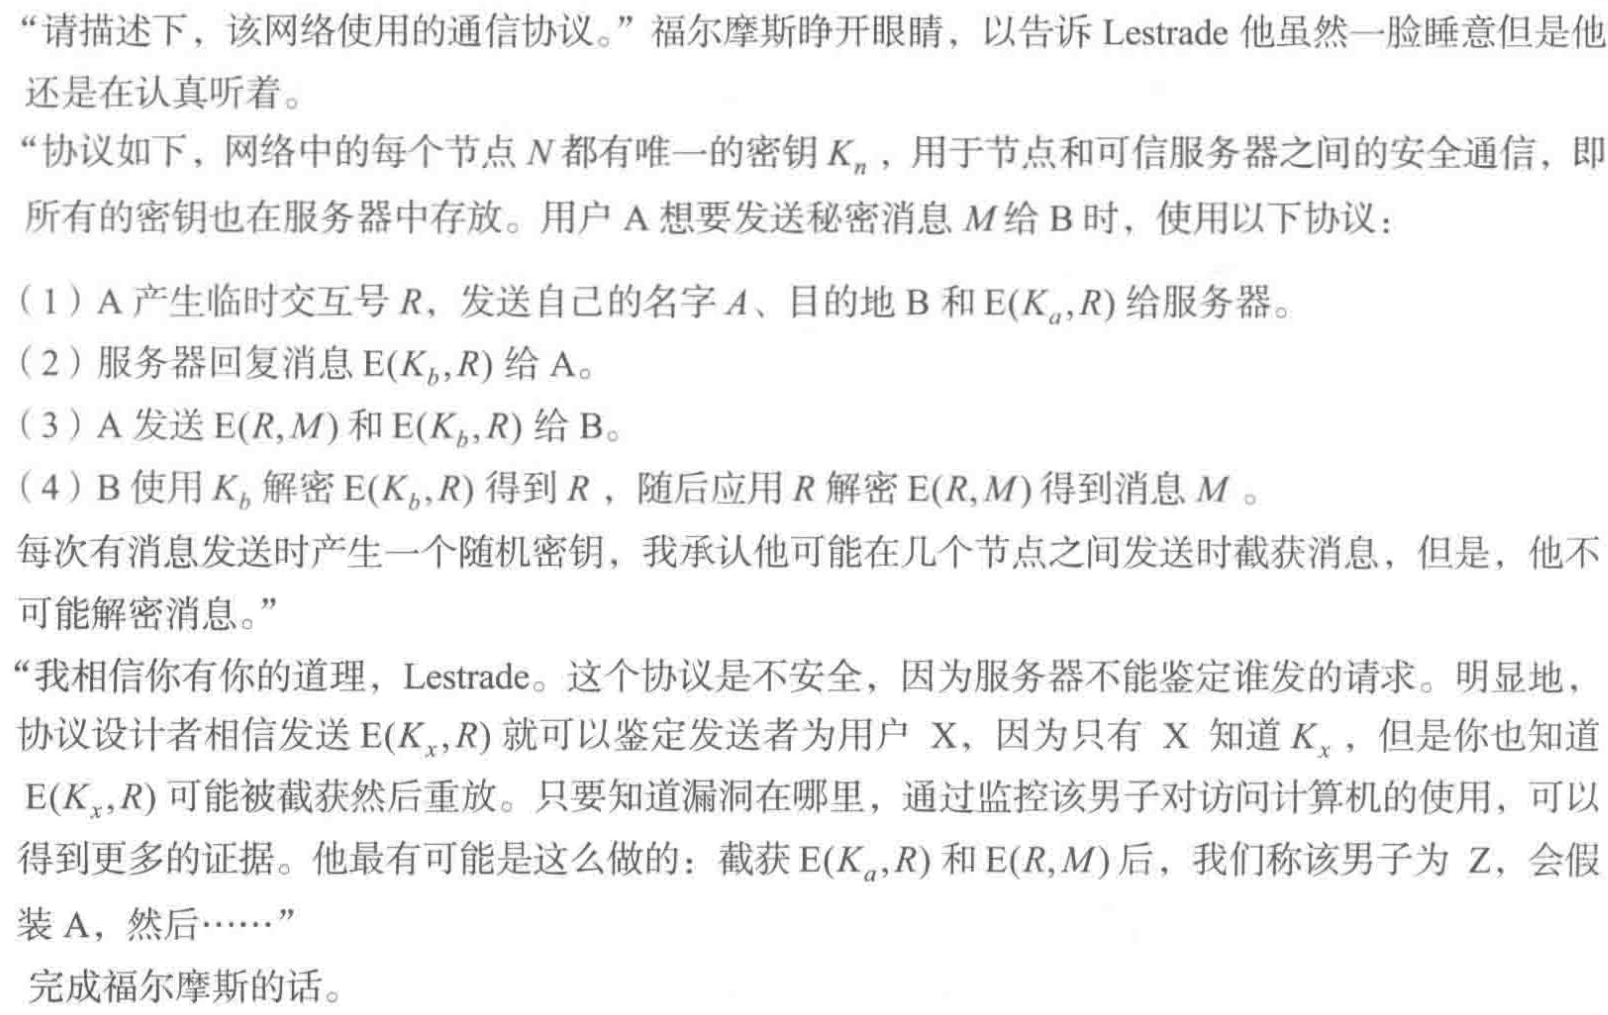 “请描述下，该网络使用的通信协议。”福尔摩斯睁开眼睛，以告诉 Lestrade 他虽然一脸睡意但是他
还是在认真听着。
“协议如下，网络中的每个节点 N 都有唯一的密钥 Kₙ，用于节点和可信服务器之间的安全通信，即
所有的密钥也在服务器中存放。用户 A 想要发送秘密消息 M 给 B 时，使用以下协议：
（1）A 产生临时交互号 R，发送自己的名字 A、目的地 B 和 E(Kₐ,R) 给服务器。
（2）服务器回复消息 E(K_b,R) 给 A。
（3）A 发送 E(R,M) 和 E(K_b,R) 给 B。
（4）B 使用 K_b 解密 E(K_b,R) 得到 R，随后应用 R 解密 E(R,M) 得到消息 M 。
每次有消息发送时产生一个随机密钥，我承认他可能在几个节点之间发送时截获消息，但是，他不
可能解密消息。”
“我相信你有你的道理，Lestrade。这个协议是不安全，因为服务器不能鉴定谁发的请求。明显地，
协议设计者相信发送 E(Kₓ,R) 就可以鉴定发送者为用户 X，因为只有 X 知道 Kₓ，但是你也知道
E(Kₓ,R) 可能被截获然后重放。只要知道漏洞在哪里，通过监控该男子对访问计算机的使用，可以
得到更多的证据。他最有可能是这么做的：截获 E(Kₐ,R) 和 E(R,M) 后，我们称该男子为 Z，会假
装 A，然后……”
完成福尔摩斯的话。